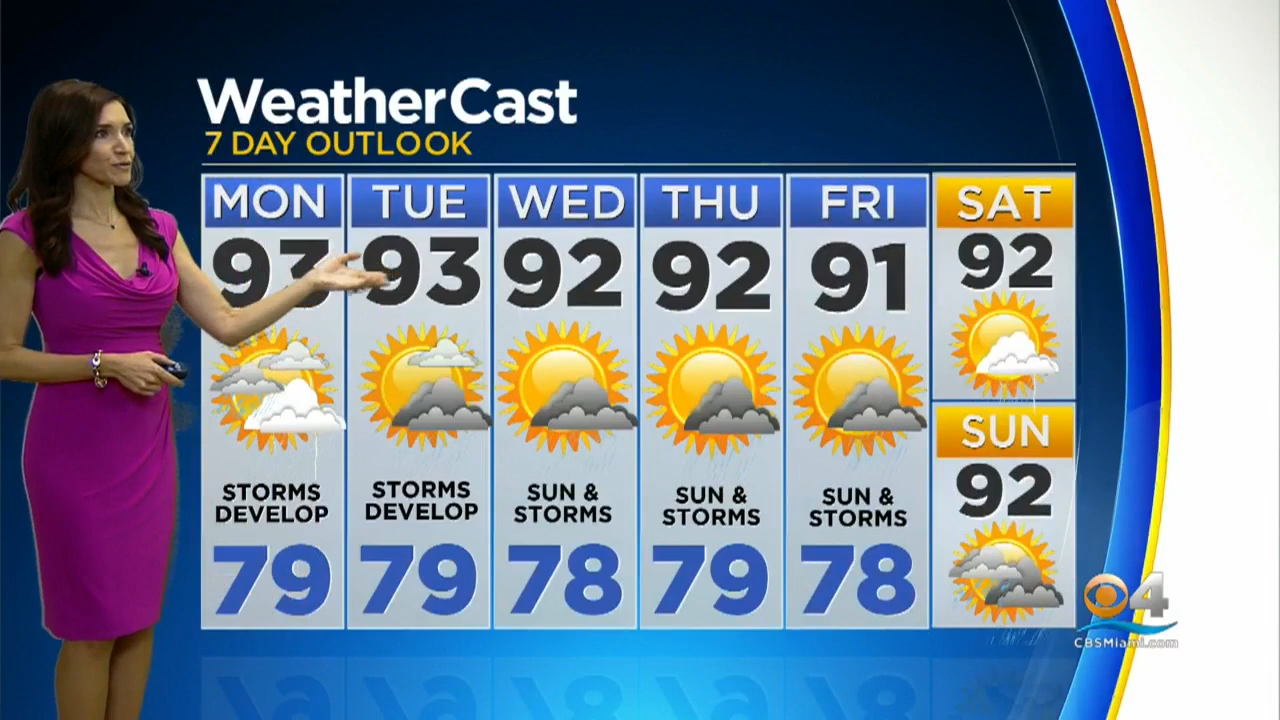 WeatherCast
7 DAY OUTLOOK
MON TUE WED THU FRI SAT
93 93 92 92 91 92
SUN
92
STORMS DEVELOP STORMS DEVELOP SUN & STORMS SUN & STORMS SUN & STORMS
79 79 78 79 78
4
CBSMiami.com